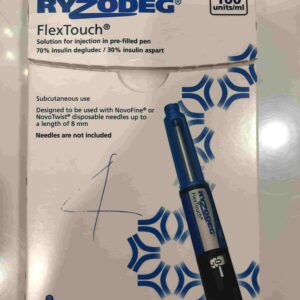 RYZODEG® 100
units/ml
FlexTouch®
Solution for injection in pre-filled pen
70% insulin degludec / 30% insulin aspart
Subcutaneous use
Designed to be used with NovoFine® or
NovoTwist® disposable needles up to
a length of 8 mm
Needles are not included
RYZODEG®
FlexTouch®